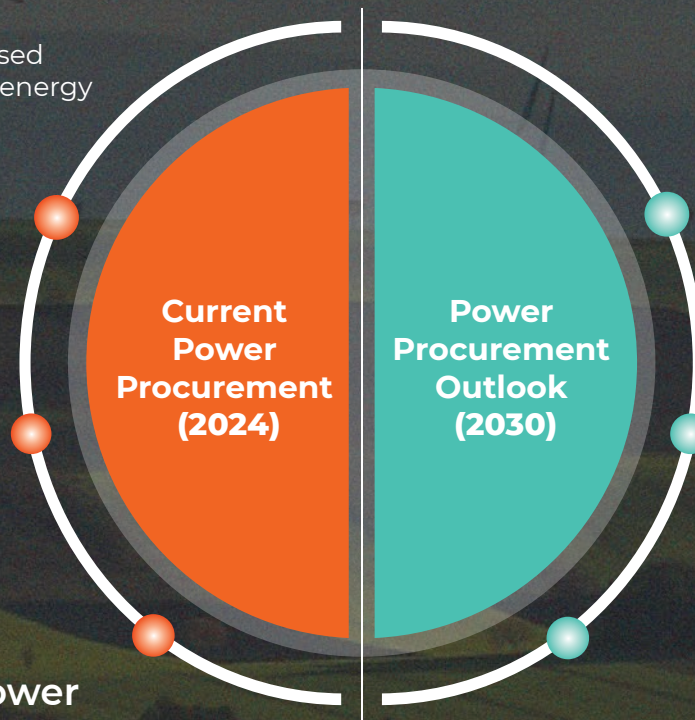 sed
energy
Current
Power
Procurement
(2024)
Power
Procurement
Outlook
(2030)
ower